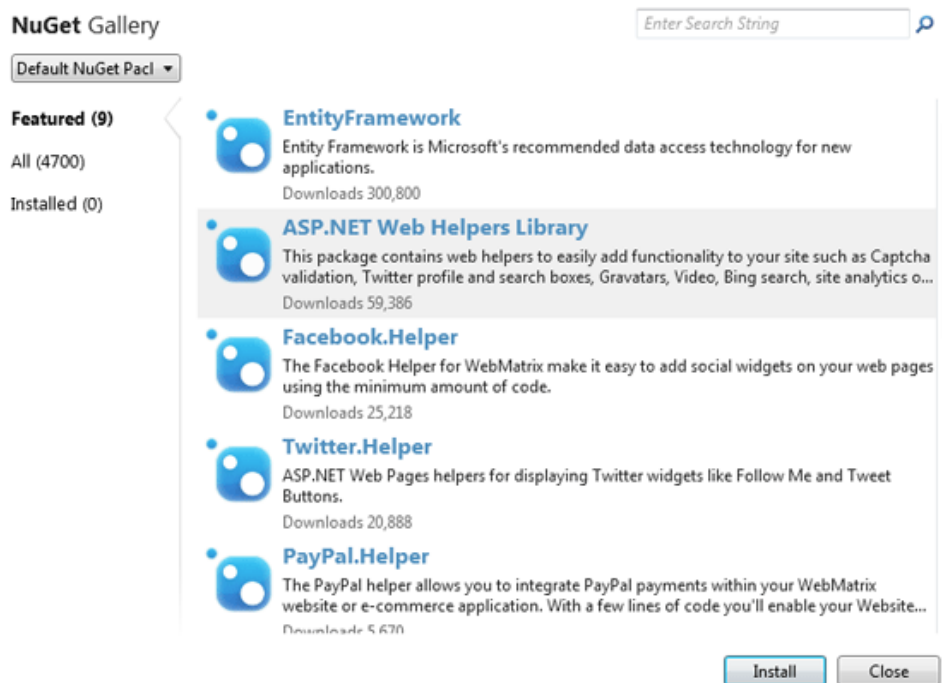 NuGet Gallery
Enter Search String
Default NuGet Pacl
Featured (9)
All (4700)
Installed (0)
EntityFramework
Entity Framework is Microsoft's recommended data access technology for new
applications.
Downloads 300,800
ASP.NET Web Helpers Library
This package contains web helpers to easily add functionality to your site such as Captcha
validation, Twitter profile and search boxes, Gravatars, Video, Bing search, site analytics o...
Downloads 59,386
Facebook.Helper
The Facebook Helper for WebMatrix make it easy to add social widgets on your web pages
using the minimum amount of code.
Downloads 25,218
Twitter.Helper
ASP.NET Web Pages helpers for displaying Twitter widgets like Follow Me and Tweet
Buttons.
Downloads 20,888
PayPal.Helper
The PayPal helper allows you to integrate PayPal payments within your WebMatrix
website or e-commerce application. With a few lines of code you'll enable your Website...
Downloads 5,670
Install
Close